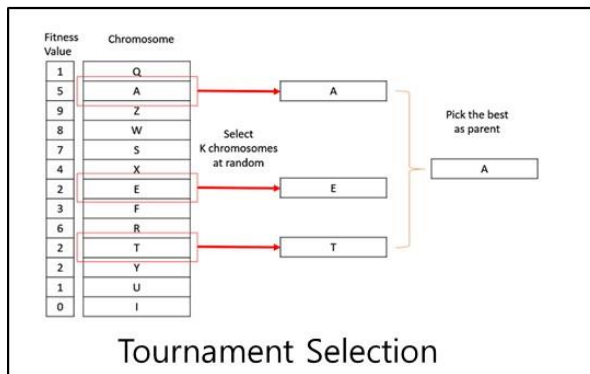 Fitness
Value
Chromosome
1 Q
5 A
9 Z
8 W
7 S
4 X
2 E
3 F
6 R
2 T
2 Y
1 U
0 I
Select
K chromosomes
at random
A
E
T
Pick the best
as parent
A
Tournament Selection